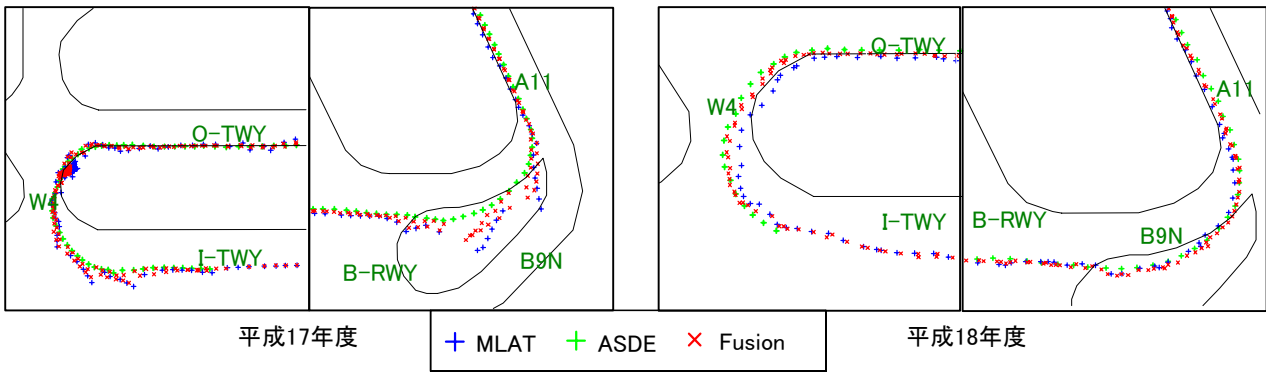 O-TWY
W4
I-TWY
A11
B-RWY
B9N
O-TWY
W4
I-TWY
A11
B-RWY
B9N
平成17年度
+ MLAT + ASDE × Fusion
平成18年度